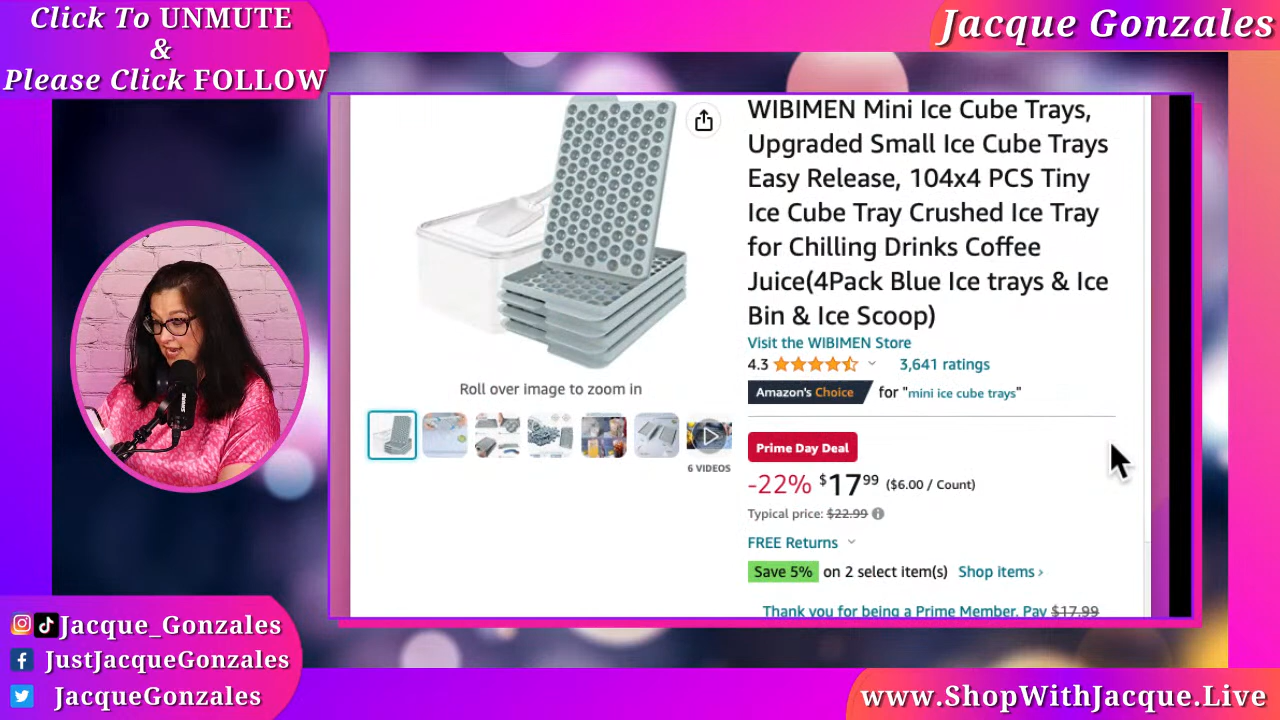 Click To UNMUTE
&
Please Click FOLLOW
Jacque Gonzales
WIBIMEN Mini Ice Cube Trays,
Upgraded Small Ice Cube Trays
Easy Release, 104x4 PCS Tiny
Ice Cube Tray Crushed Ice Tray
for Chilling Drinks Coffee
Juice(4Pack Blue Ice trays & Ice
Bin & Ice Scoop)
Visit the WIBIMEN Store
4.3 3,641 ratings
Amazon's Choice for "mini ice cube trays"
Roll over image to zoom in
6 VIDEOS
Prime Day Deal
-22% $17 99 ($6.00 / Count)
Typical price: $22.99
FREE Returns
Save 5% on 2 select item(s) Shop items ›
Thank you for being a Prime Member. Pay $17.99
Jacque_Gonzales
JustJacqueGonzales
JacqueGonzales
www.ShopWithJacque.Live